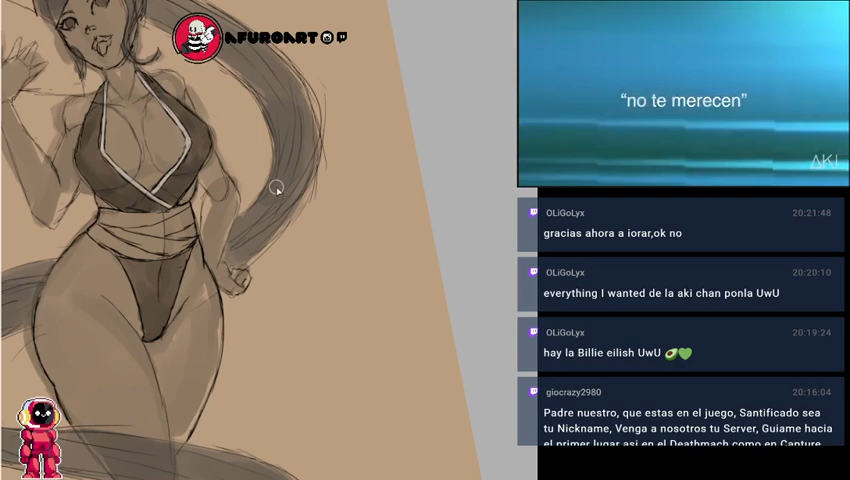 AFUROART
“no te merecen”
AKI
OLiGoLyx 20:21:48
gracias ahora a iorar,ok no
OLiGoLyx 20:20:10
everything I wanted de la aki chan ponla UwU
OLiGoLyx 20:19:24
hay la Billie eilish UwU 🥑💚
giocrazy2980 20:16:04
Padre nuestro, que estas en el juego, Santificado sea
tu Nickname, Venga a nosotros tu Server, Guiame hacia
el primer lugar asi en el Deathmach como en Capture